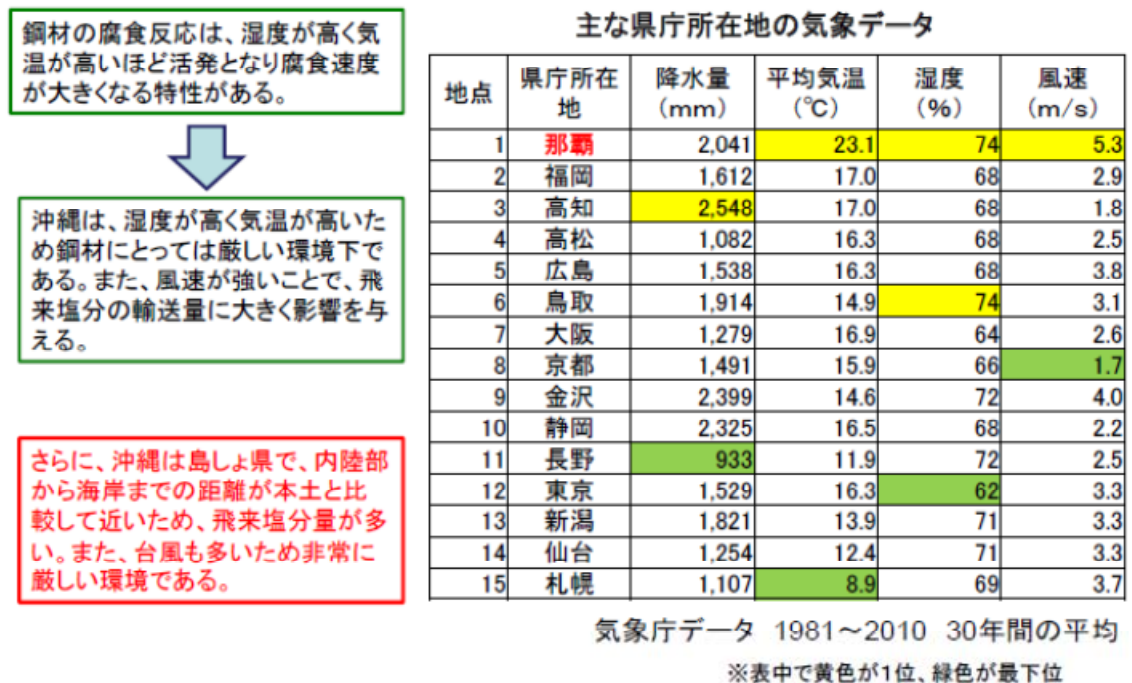 鋼材の腐食反応は、湿度が高く気
温が高いほど活発となり腐食速度
が大きくなる特性がある。
沖縄は、湿度が高く気温が高いた
め鋼材にとっては厳しい環境下で
ある。また、風速が強いことで、飛
来塩分の輸送量に大きく影響を与
える。
さらに、沖縄は島しょ県で、内陸部
から海岸までの距離が本土と比
較して近いため、飛来塩分量が多
い。また、台風も多いため非常に
厳しい環境である。
主な県庁所在地の気象データ
地点 県庁所在地 降水量(mm) 平均気温(℃) 湿度(%) 風速(m/s)
1 那覇 2,041 23.1 74 5.3
2 福岡 1,612 17.0 68 2.9
3 高知 2,548 17.0 68 1.8
4 高松 1,082 16.3 68 2.5
5 広島 1,538 16.3 68 3.8
6 鳥取 1,914 14.9 74 3.1
7 大阪 1,279 16.9 64 2.6
8 京都 1,491 15.9 66 1.7
9 金沢 2,399 14.6 72 4.0
10 静岡 2,325 16.5 68 2.2
11 長野 933 11.9 72 2.5
12 東京 1,529 16.3 62 3.3
13 新潟 1,821 13.9 71 3.3
14 仙台 1,254 12.4 71 3.3
15 札幌 1,107 8.9 69 3.7
気象庁データ 1981～2010 30年間の平均
※表中で黄色が1位、緑色が最下位